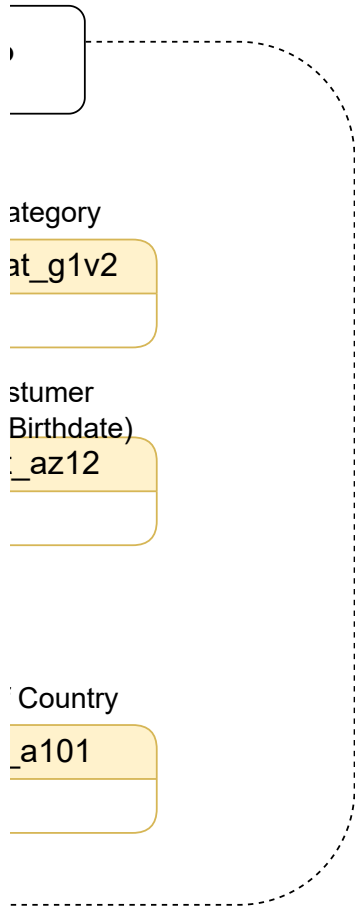 ategory
at_g1v2
stumer
Birthdate)
_az12
Country
_a101